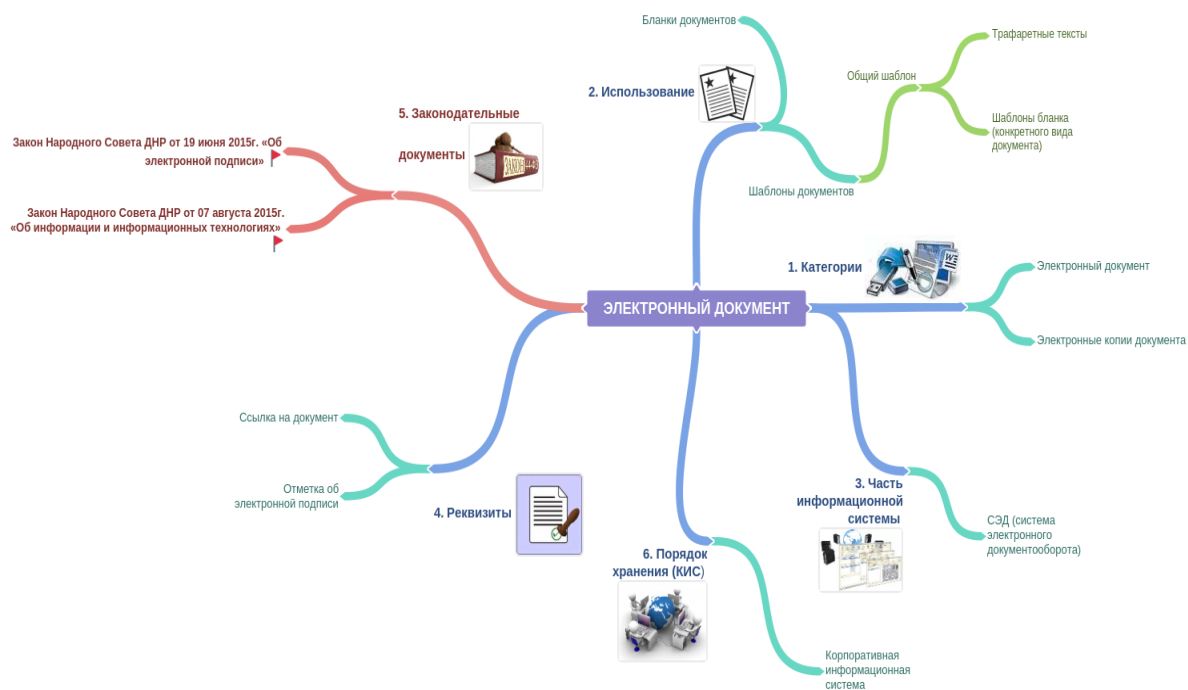 Бланки документов
Трафаретные тексты
Общий шаблон
2. Использование
5. Законодательные
документы
ЗАКОН
Шаблоны бланка
(конкретного вида
документа)
Закон Народного Совета ДНР от 19 июня 2015г. «Об
электронной подписи»
Шаблоны документов
Закон Народного Совета ДНР от 07 августа 2015г.
«Об информации и информационных технологиях»
1. Категории
W
Электронный документ
ЭЛЕКТРОННЫЙ ДОКУМЕНТ
Электронные копии документа
Ссылка на документ
Отметка об
электронной подписи
4. Реквизиты
3. Часть
информационной
системы
СЭД (система
электронного
документооборота)
6. Порядок
хранения (КИС)
Корпоративная
информационная
система